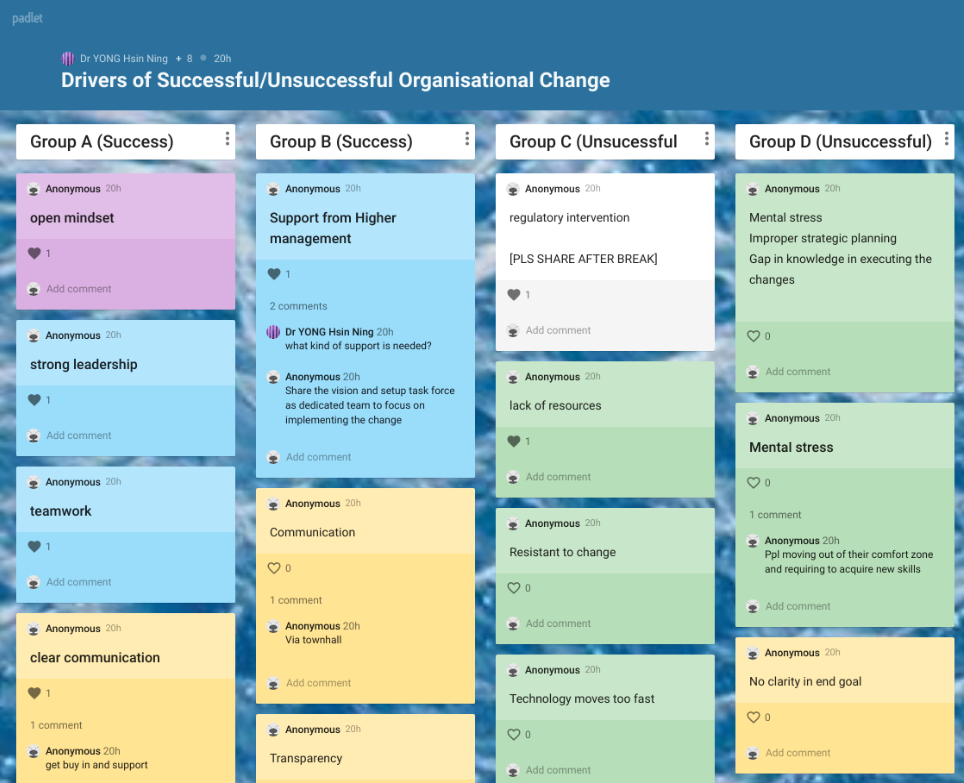 padlet
Dr YONG Hsin Ning + 8 20h
Drivers of Successful/Unsuccessful Organisational Change
Group A (Success)
Anonymous 20h
open mindset
1
Add comment
Anonymous 20h
strong leadership
1
Add comment
Anonymous 20h
teamwork
1
Add comment
Anonymous 20h
clear communication
1
1 comment
Anonymous 20h
get buy in and support
Group B (Success)
Anonymous 20h
Support from Higher
management
1
2 comments
Dr YONG Hsin Ning 20h
what kind of support is needed?
Anonymous 20h
Share the vision and setup task force
as dedicated team to focus on
implementing the change
Add comment
Anonymous 20h
Communication
0
1 comment
Anonymous 20h
Via townhall
Add comment
Anonymous 20h
Transparency
Group C (Unsucessful
Anonymous 20h
regulatory intervention
[PLS SHARE AFTER BREAK]
1
Add comment
Anonymous 20h
lack of resources
1
Add comment
Anonymous 20h
Resistant to change
0
Add comment
Anonymous 20h
Technology moves too fast
0
Add comment
Group D (Unsuccessful)
Anonymous 20h
Mental stress
Improper strategic planning
Gap in knowledge in executing the
changes
0
Add comment
Anonymous 20h
Mental stress
0
1 comment
Anonymous 20h
Ppl moving out of their comfort zone
and requiring to acquire new skills
Add comment
Anonymous 20h
No clarity in end goal
0
Add comment